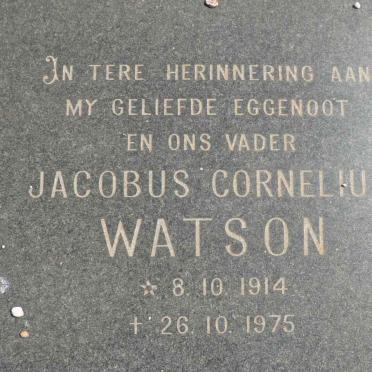 IN TERE HERINNERING AAN
MY GELIEFDE EGGENOOT
EN ONS VADER
JACOBUS CORNELIU
WATSON
☆ 8. 10. 1914
† 26. 10. 1975